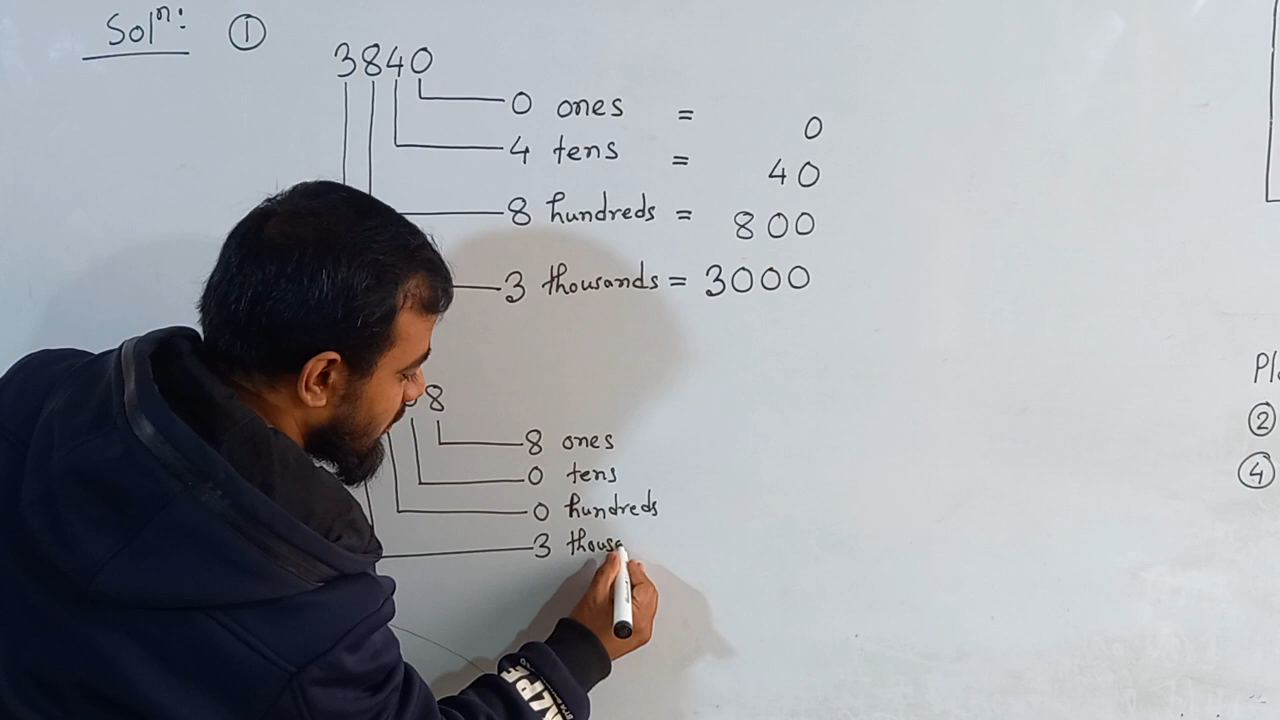 Solⁿ: ①
3840
0 ones = 0
4 tens = 40
8 hundreds = 800
3 thousands = 3000
8
8 ones
0 tens
0 hundreds
3 thous
②
④